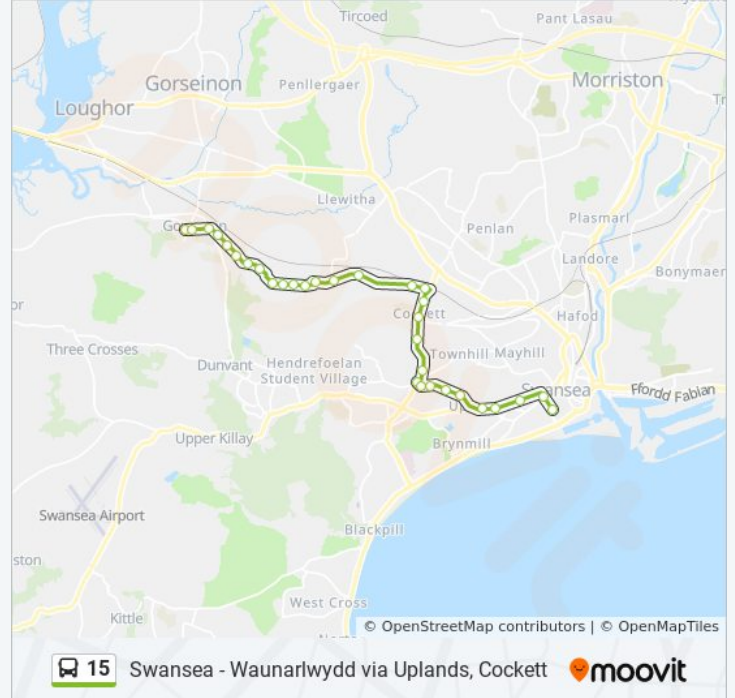 Tircoed
Pant Lasau
Gorseinon
Penllergaer
Morriston
Loughor
Llewitha
Plasmarl
Penlan
Landore
Bonymaer
Hafod
Three Crosses
Townhill
Mayhill
Hendrefoelan
Student Village
Dunvant
Swansea
Ffordd Fabian
Upper Killay
Brynmill
Swansea Airport
Blackpill
West Cross
Kittle
© OpenStreetMap contributors | © OpenMapTiles
15
Swansea - Waunarlwydd via Uplands, Cockett
moovit